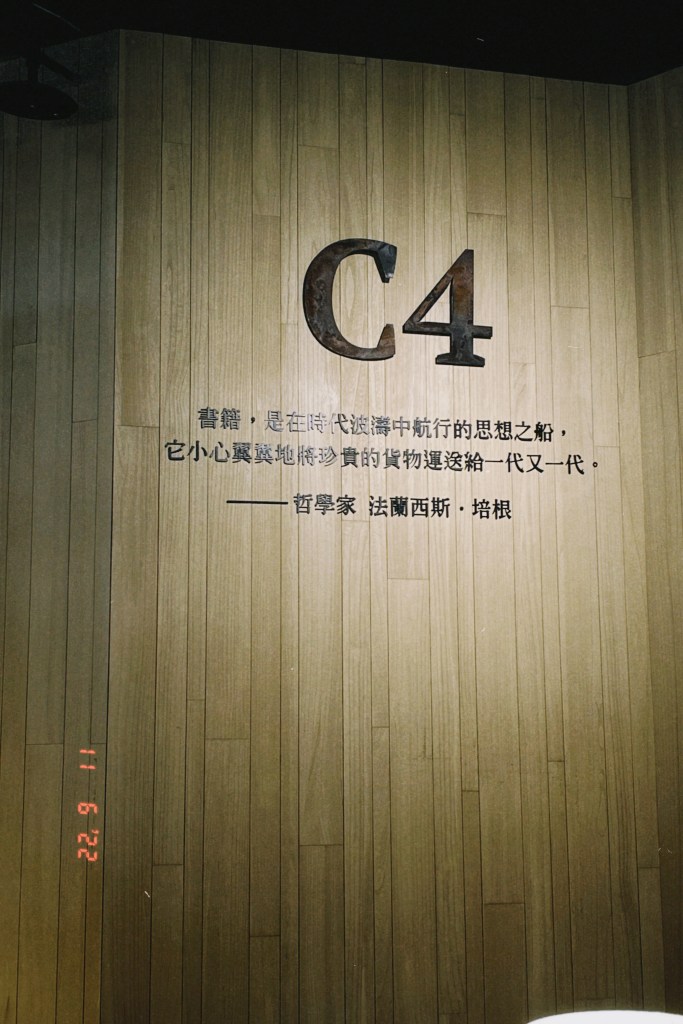 C4
書籍，是在時代波濤中航行的思想之船，
它小心翼翼地將珍貴的貨物運送給一代又一代。
——哲學家 法蘭西斯·培根
11 6 '22